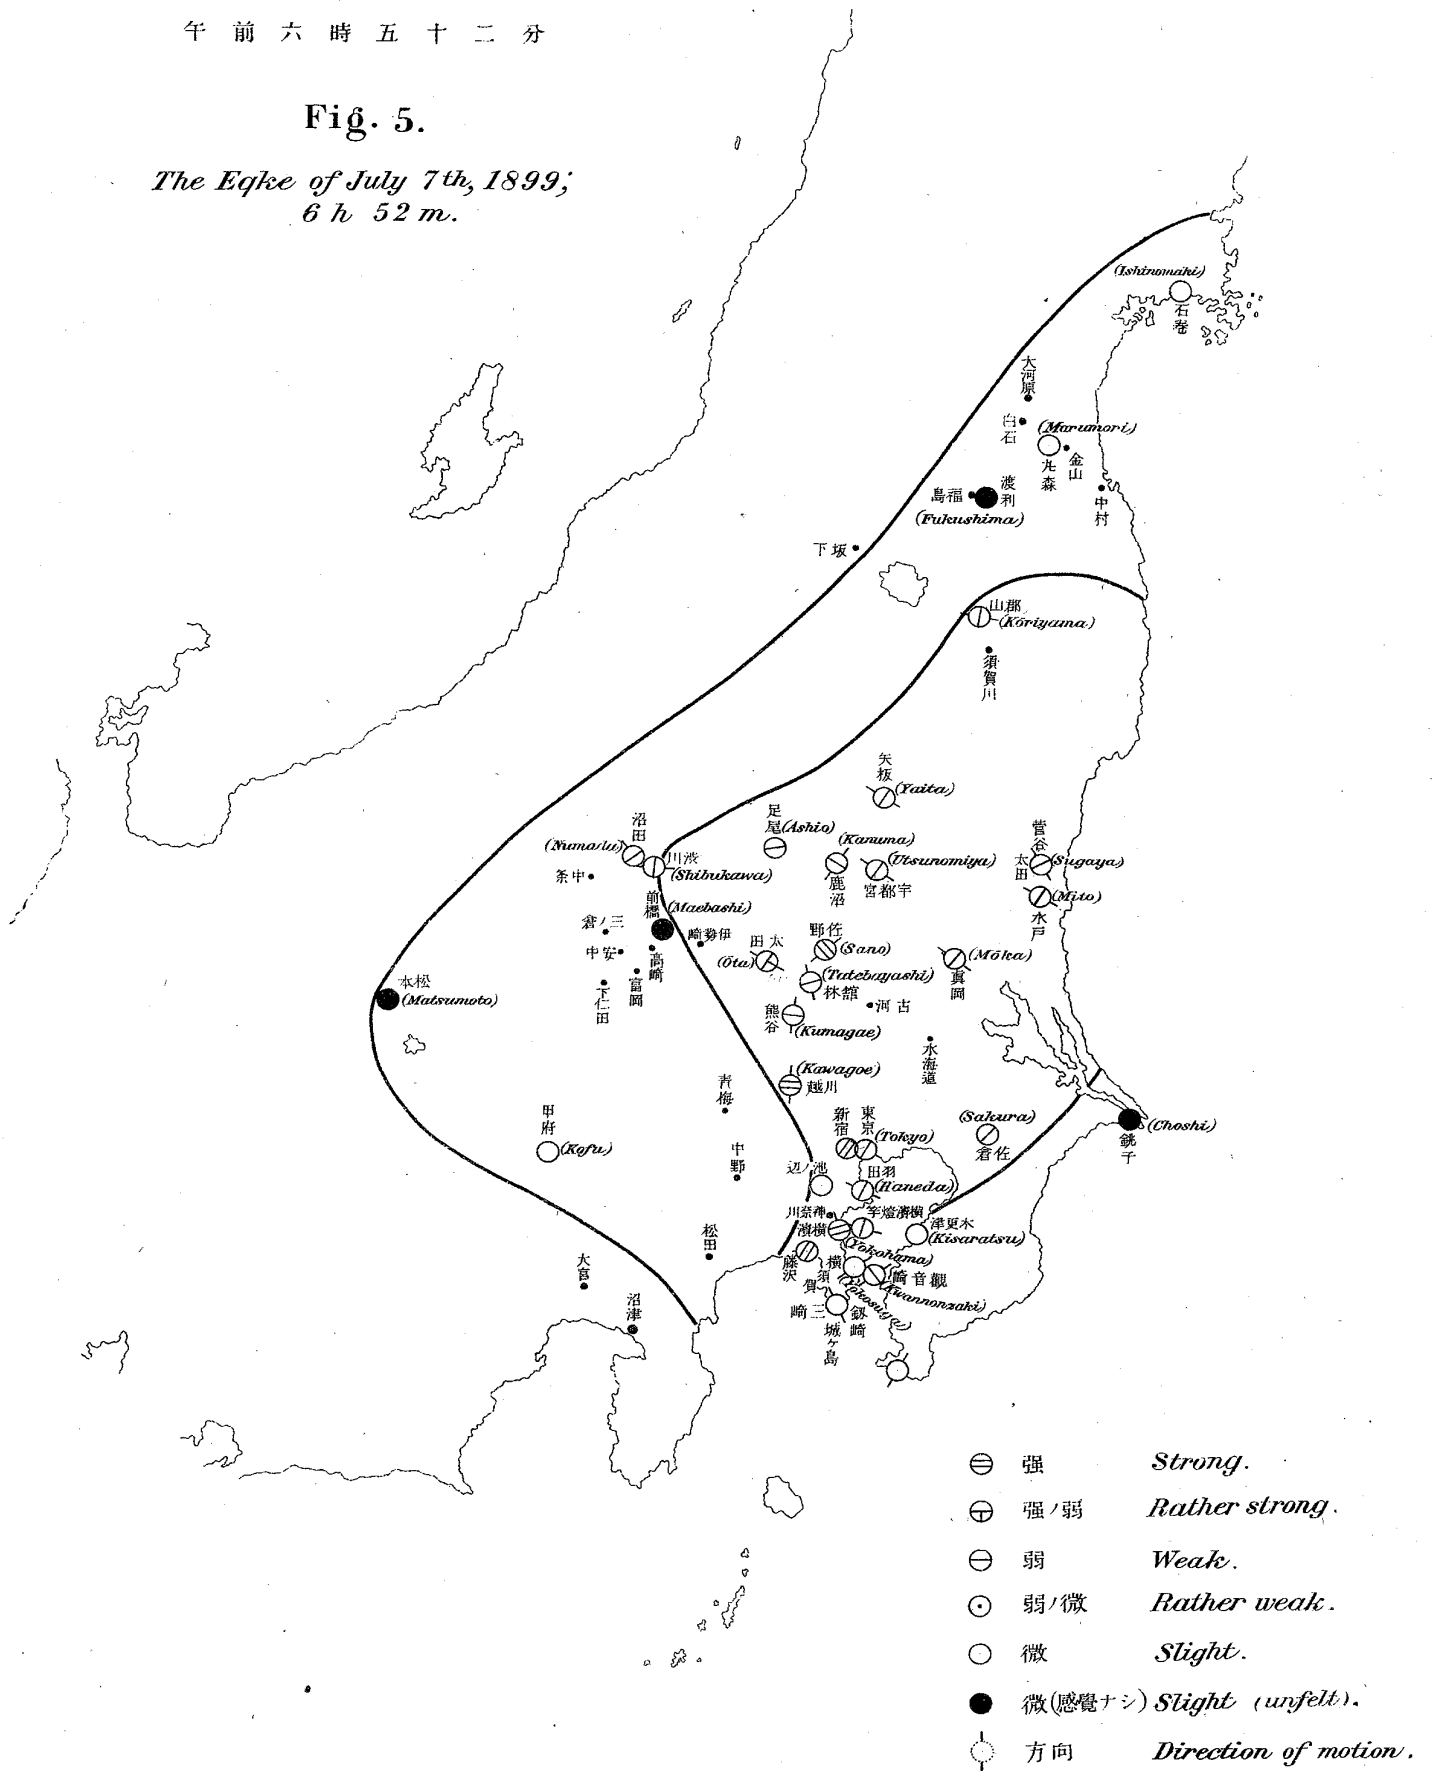 午前六時五十二分
Fig. 5.
The Eqke of July 7th, 1899;
6 h 52 m.
(Ishinomaki)
石巻
大河原
白石
(Marumori)
丸森
金山
島福
渡利
(Fukushima)
中村
下坂
山郡
(Kōriyama)
須賀川
矢板
(Yaita)
足尾
(Ashio)
沼田
(Kanuma)
鹿沼
(Utsunomiya)
宮都宇
菅谷
太田
(Sugaya)
川渋
(Shibukawa)
条中
前橋
(Maebashi)
(Mito)
水戸
倉ノ三
中安
高崎
崎勢伊
富岡
下仁田
田太
(Ōta)
野佐
(Sano)
(Mōka)
真岡
(Tatebayashi)
林舘
河古
本松
(Matsumoto)
熊谷
(Kumagae)
水海道
(Kawagoe)
越川
青梅
甲府
(Kofu)
新宿
東京
(Tokyo)
(Sakura)
倉佐
(Choshi)
銚子
中野
辺ノ池
田羽
(Haneda)
川奈神
濱横
(Yokohama)
津更木
(Kisaratsu)
松田
藤沢
横須賀
(Yokosuga)
崎音観
(Kwannonzaki)
大宮
沼津
崎三
城ヶ島
剱崎
强 Strong.
强ノ弱 Rather strong.
弱 Weak.
弱ノ微 Rather weak.
微 Slight.
微(感覺ナシ) Slight (unfelt).
方向 Direction of motion.